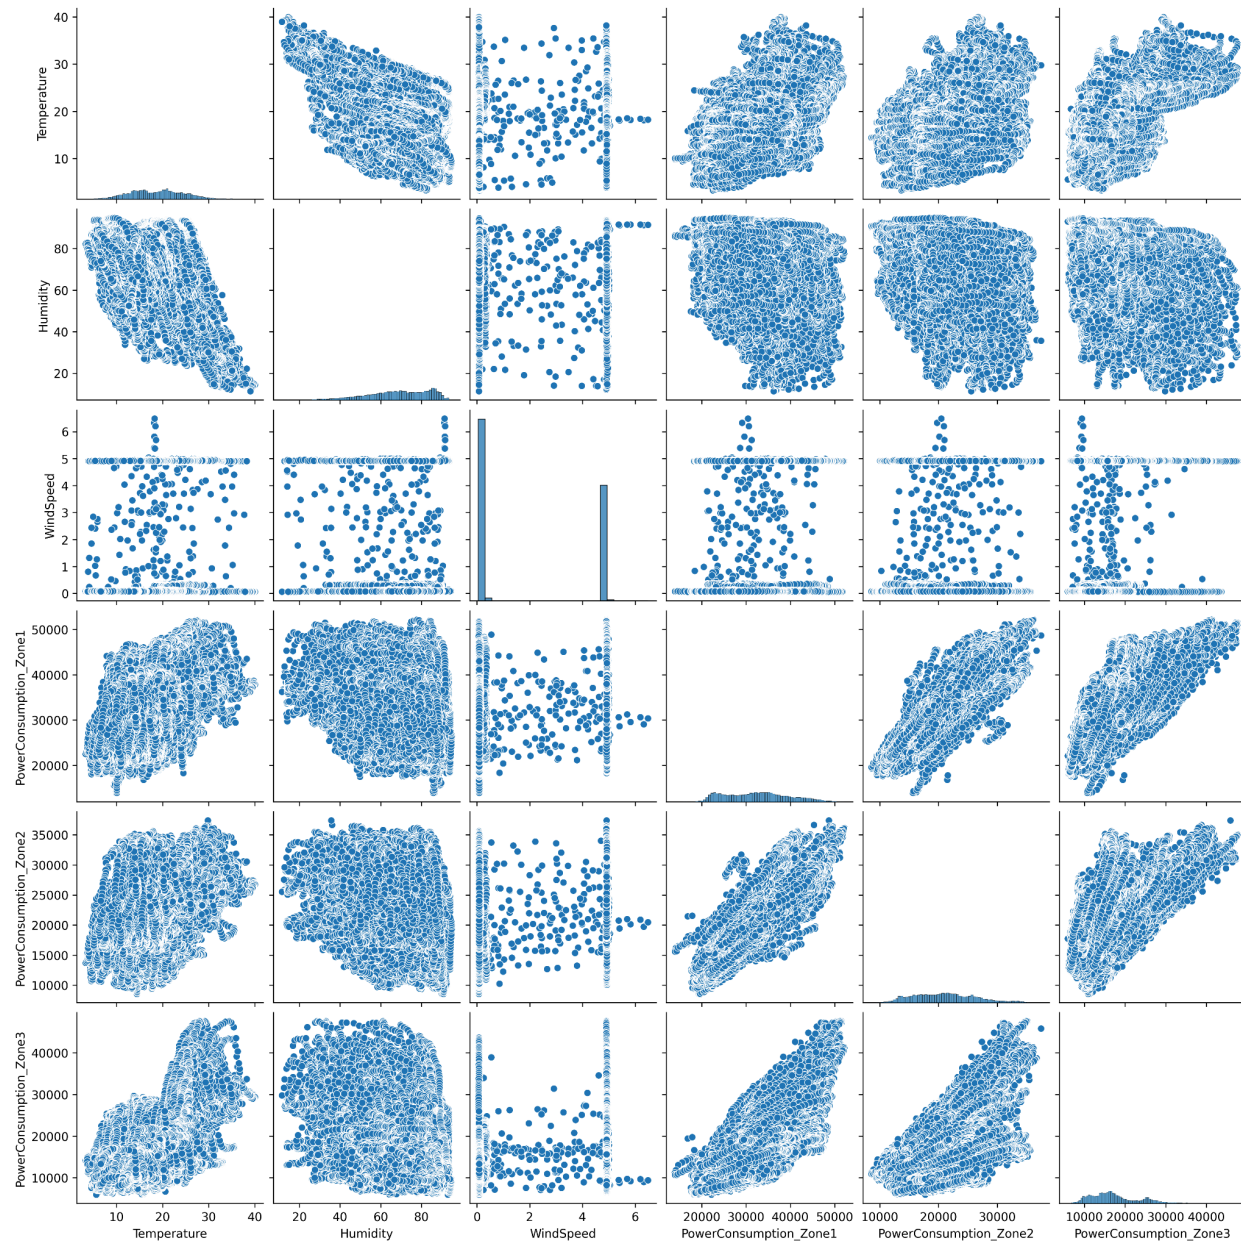 Temperature
40
30
20
10
Humidity
80
60
40
20
WindSpeed
6
5
4
3
2
1
0
PowerConsumption_Zone1
50000
40000
30000
20000
PowerConsumption_Zone2
35000
30000
25000
20000
15000
10000
PowerConsumption_Zone3
40000
30000
20000
10000
10 20 30 40
20 40 60 80
0 2 4 6
20000 30000 40000 50000
10000 20000 30000
10000 20000 30000 40000
Temperature
Humidity
WindSpeed
PowerConsumption_Zone1
PowerConsumption_Zone2
PowerConsumption_Zone3